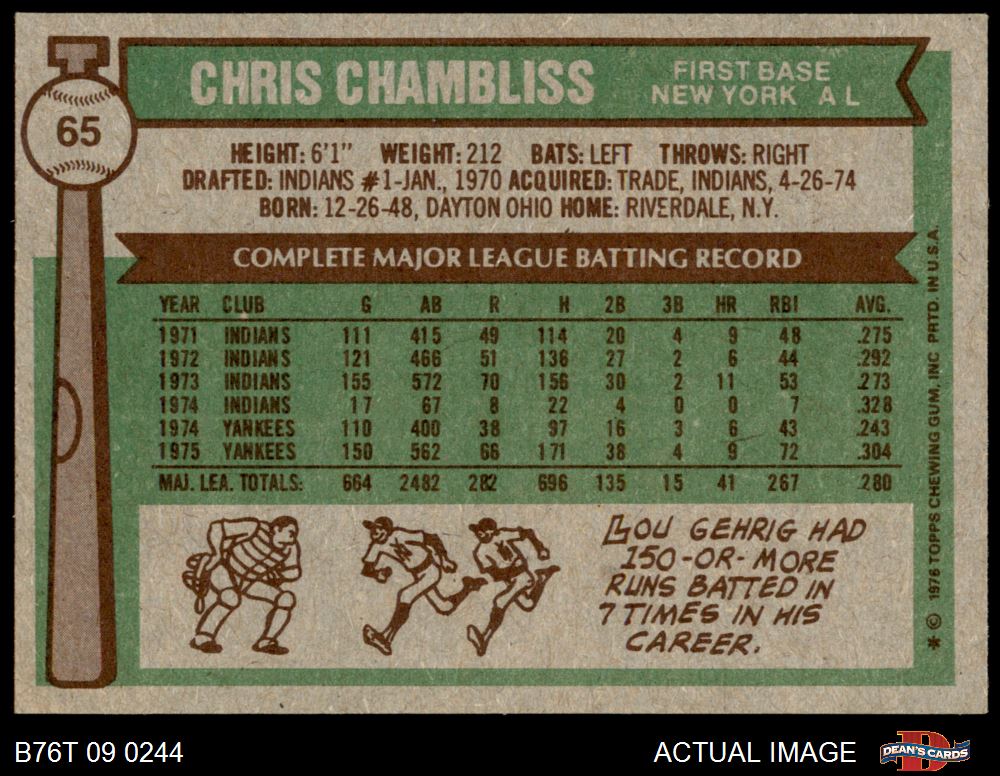 65
CHRIS CHAMBLISS
FIRST BASE
NEW YORK A L
HEIGHT: 6'1" WEIGHT: 212 BATS: LEFT THROWS: RIGHT
DRAFTED: INDIANS #1-JAN., 1970 ACQUIRED: TRADE, INDIANS, 4-26-74
BORN: 12-26-48, DAYTON OHIO HOME: RIVERDALE, N.Y.
COMPLETE MAJOR LEAGUE BATTING RECORD
YEAR CLUB G AB R H 2B 3B HR RBI AVG.
1971 INDIANS 111 415 49 114 20 4 9 48 .275
1972 INDIANS 121 466 51 136 27 2 6 44 .292
1973 INDIANS 155 572 70 156 30 2 11 53 .273
1974 INDIANS 17 67 8 22 4 0 0 7 .328
1974 YANKEES 110 400 38 97 16 3 6 43 .243
1975 YANKEES 150 562 66 171 38 4 9 72 .304
MAJ. LEA. TOTALS: 664 2482 282 696 135 15 41 267 .280
LOU GEHRIG HAD
150-OR-MORE
RUNS BATTED IN
7 TIMES IN HIS
CAREER.
* © 1976 TOPPS CHEWING GUM, INC PRTD. IN U.S.A.
B76T 09 0244
ACTUAL IMAGE
DEAN'S CARDS